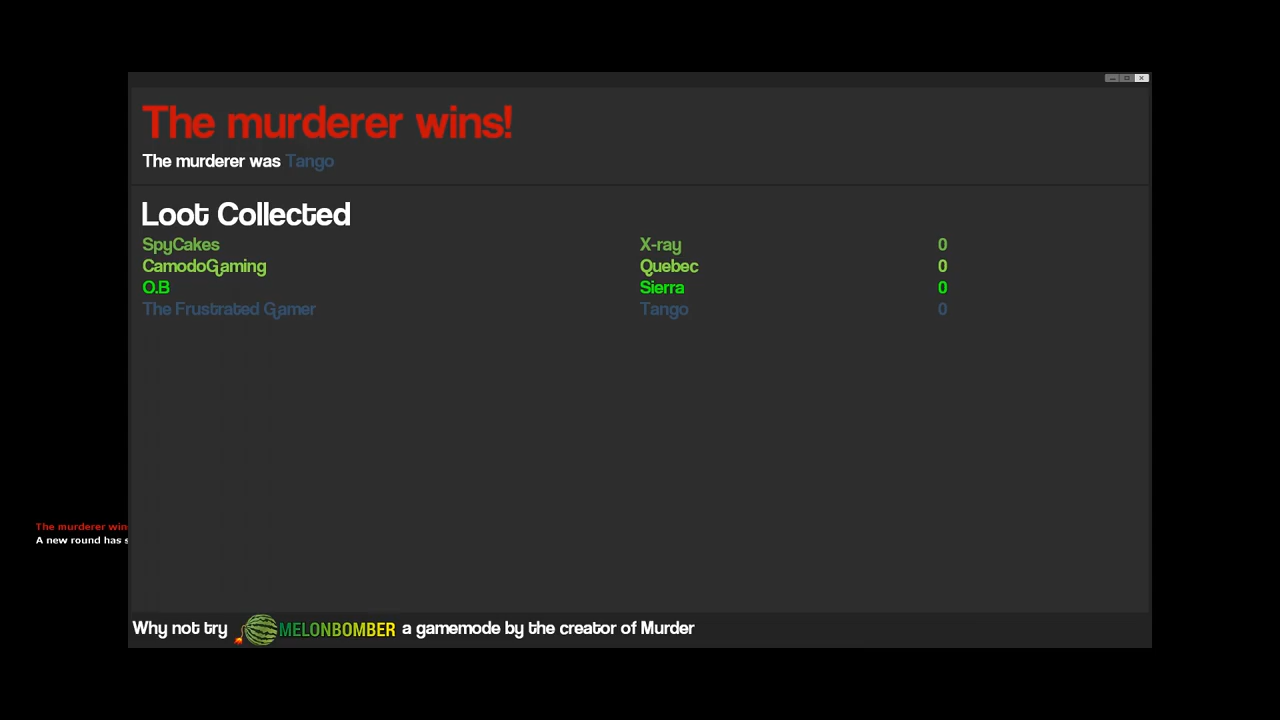 The murderer wins!
The murderer was Tango
Loot Collected
SpyCakes X-ray 0
CamodoGaming Quebec 0
O.B Sierra 0
The Frustrated Gamer Tango 0
The murderer win
A new round has s
Why not try MELONBOMBER a gamemode by the creator of Murder